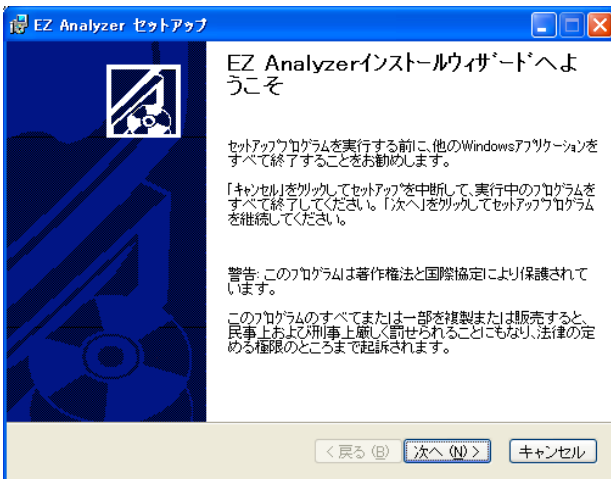 EZ Analyzer セットアップ
EZ Analyzerインストールウィザードへよ
うこそ
セットアッププログラムを実行する前に、他のWindowsアプリケーションを
すべて終了することをお勧めします。
「キャンセル」をクリックしてセットアップを中断して、実行中のプログラムを
すべて終了してください。「次へ」をクリックしてセットアッププログラム
を継続してください。
警告: このプログラムは著作権法と国際協定により保護されて
います。
このプログラムのすべてまたは一部を複製または販売すると、
民事上および刑事上厳しく罰せられることにもなり、法律の定
める極限のところまで起訴されます。
< 戻る (B)
次へ (N) >
キャンセル